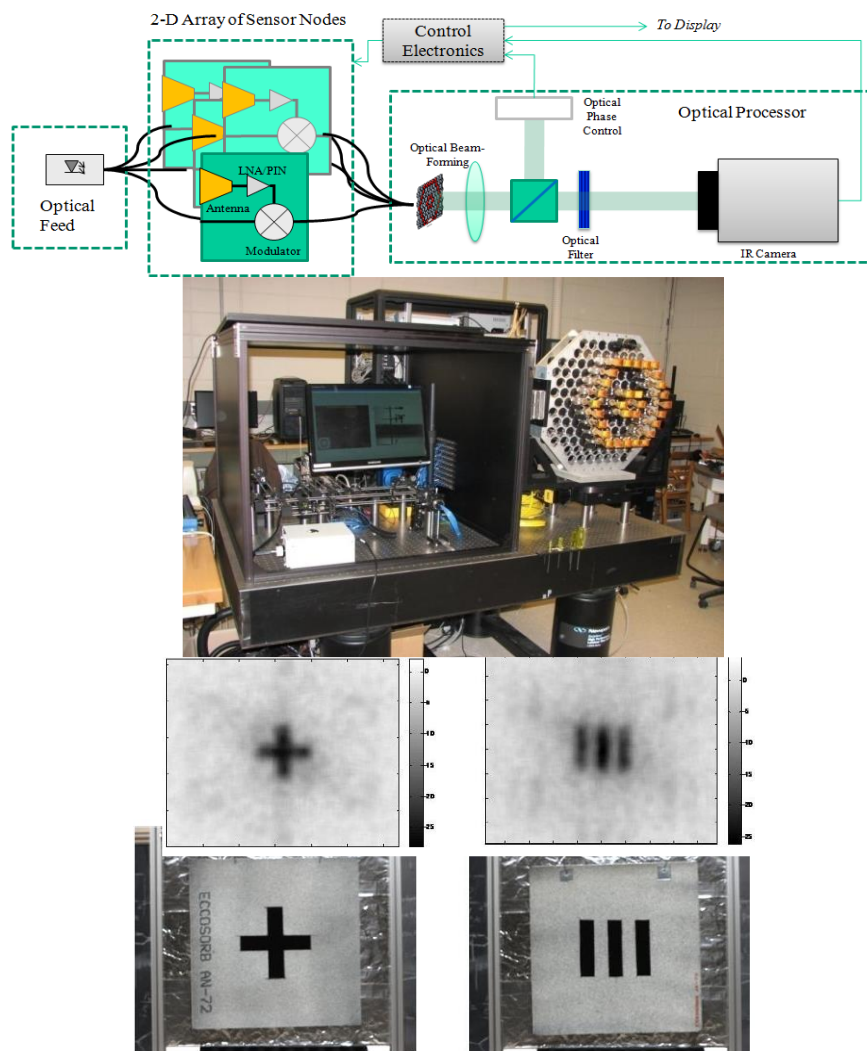 2-D Array of Sensor Nodes
Control
Electronics
To Display
Optical
Phase
Control
Optical Processor
Optical Beam-
Forming
LNA/PIN
Antenna
Modulator
Optical
Feed
Optical
Filter
IR Camera
0
-5
-10
-15
-20
-25
0
-5
-10
-15
-20
-25
ECCOSORB AN-72